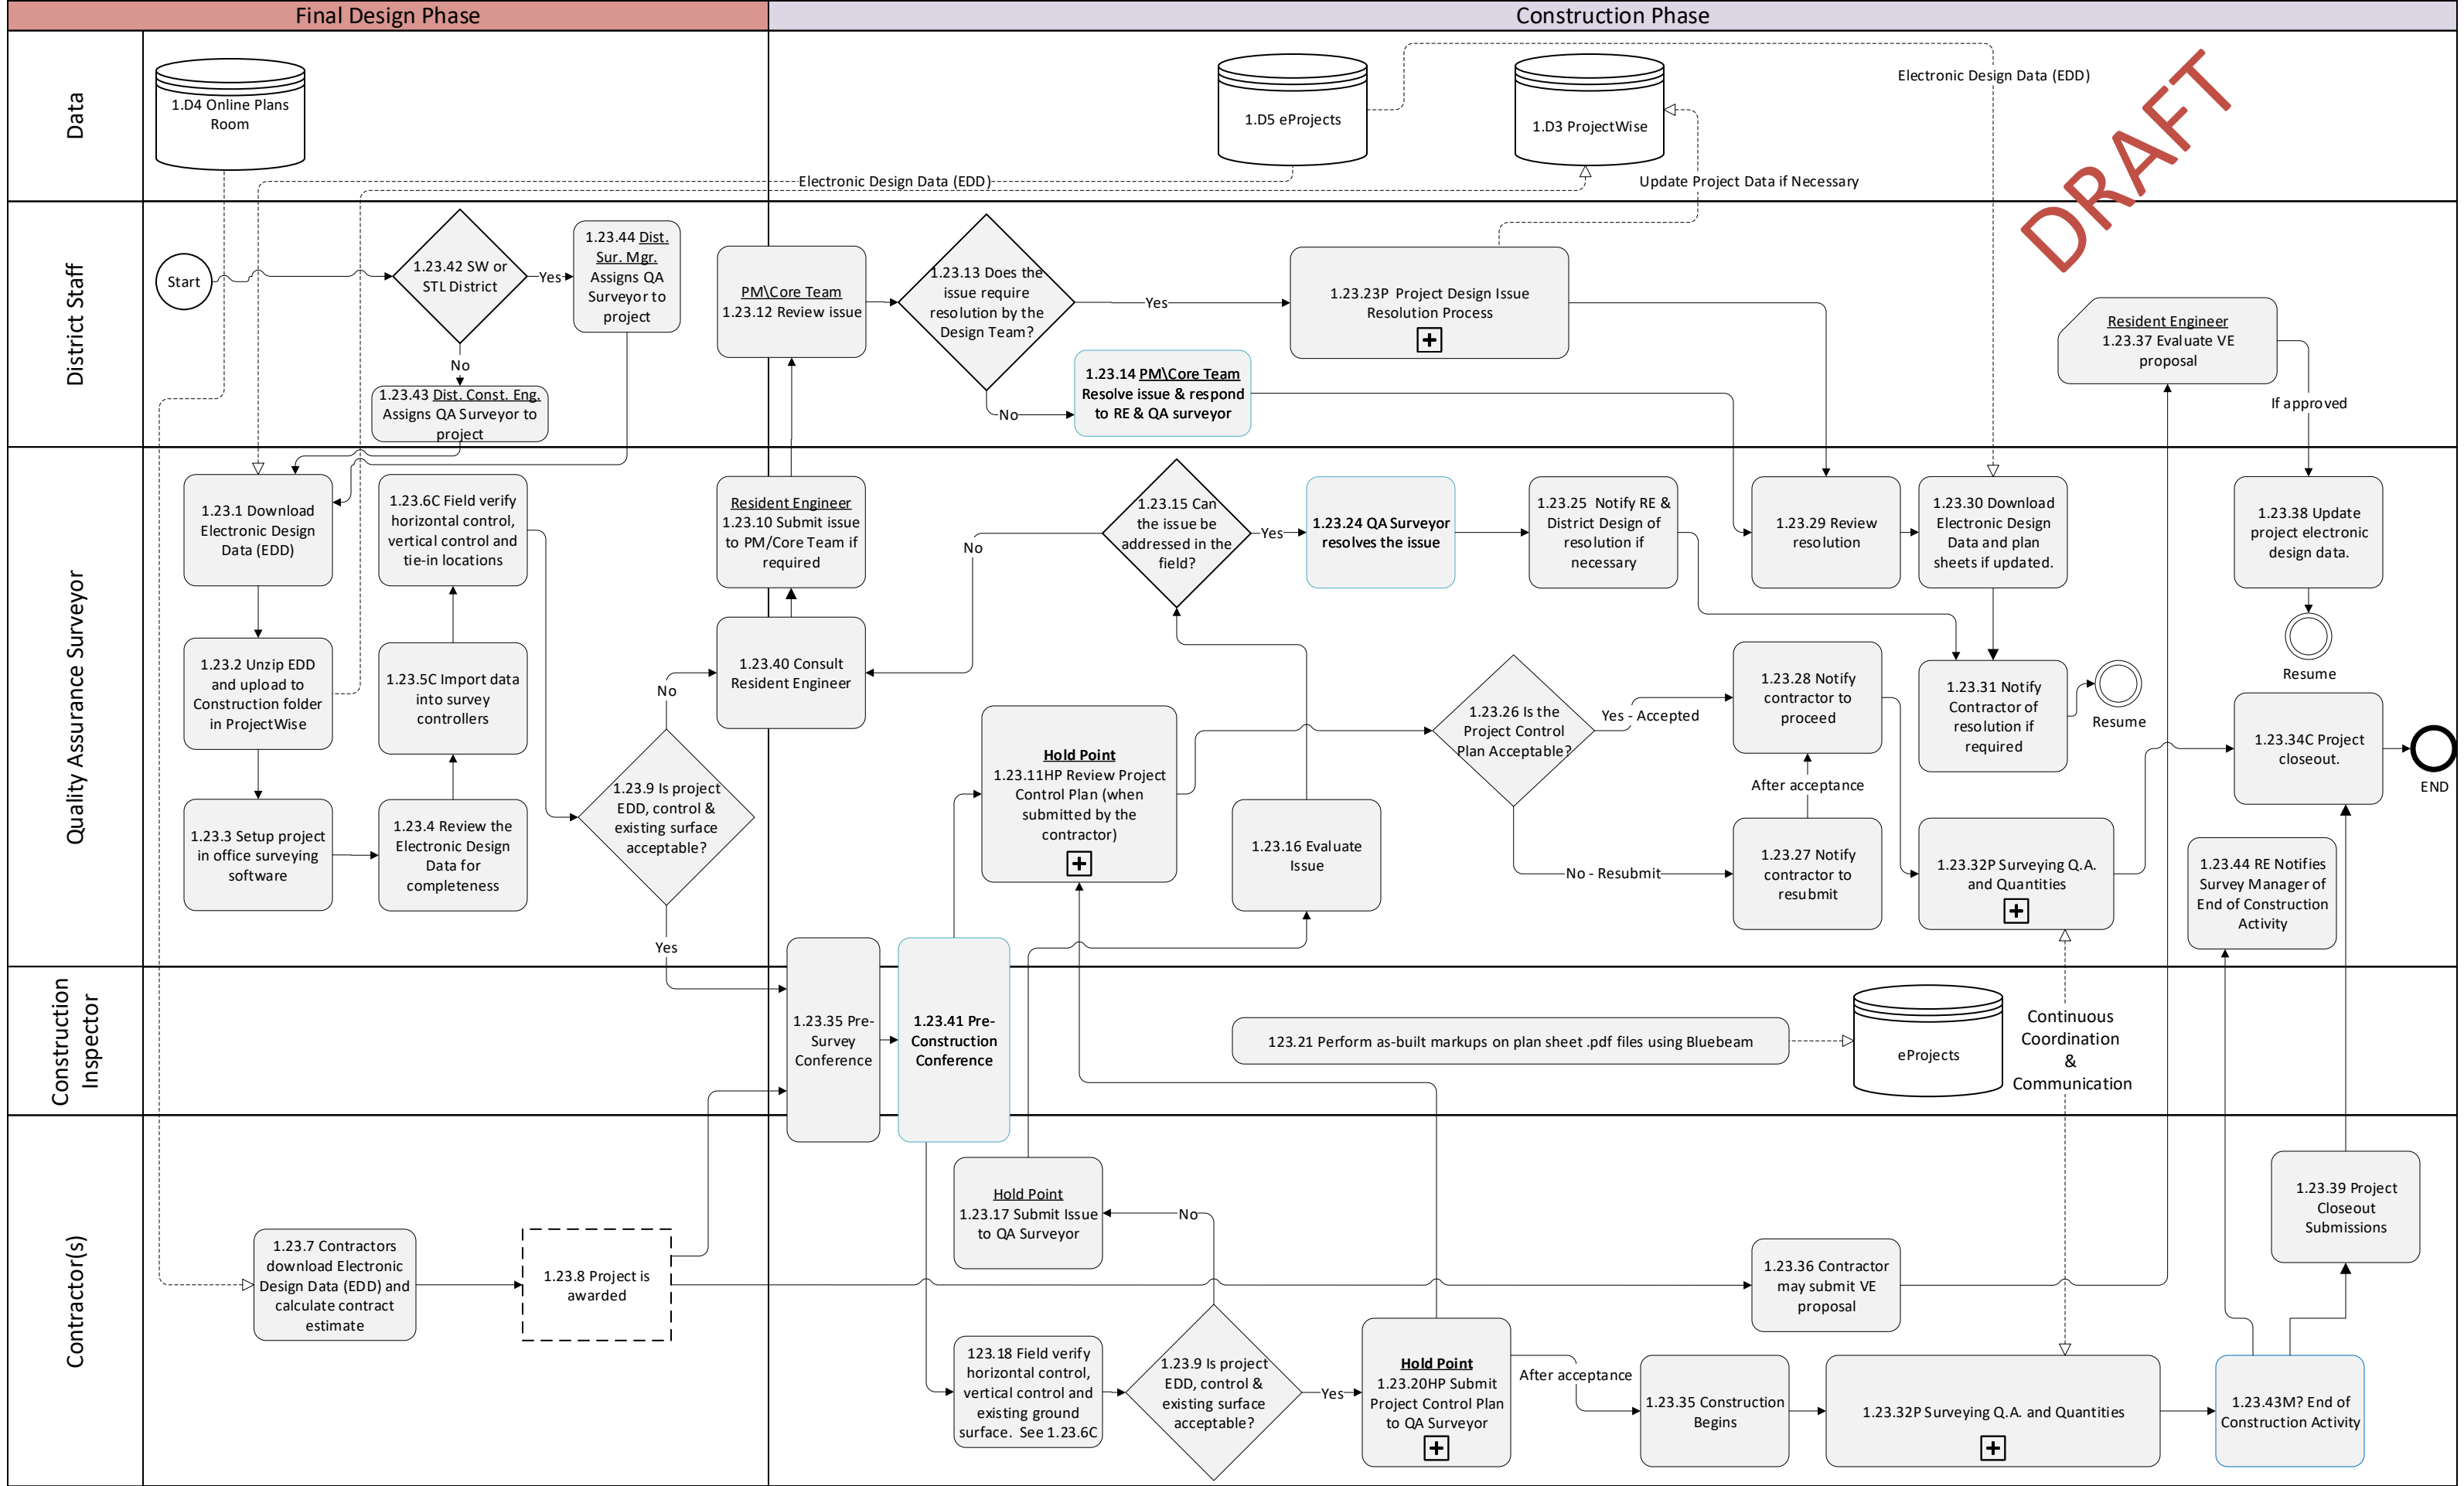 Final Design Phase
Construction Phase
Data
1.D4 Online Plans
Room
1.D5 eProjects
1.D3 ProjectWise
Electronic Design Data (EDD)
DRAFT
Electronic Design Data (EDD)
Update Project Data if Necessary
District Staff
Start
1.23.42 SW or
STL District
Yes
No
1.23.44 Dist.
Sur. Mgr.
Assigns QA
Surveyor to
project
1.23.43 Dist. Const. Eng.
Assigns QA Surveyor to
project
PM\Core Team
1.23.12 Review issue
1.23.13 Does the
issue require
resolution by the
Design Team?
Yes
No
1.23.23P Project Design Issue
Resolution Process
1.23.14 PM\Core Team
Resolve issue & respond
to RE & QA surveyor
Resident Engineer
1.23.37 Evaluate VE
proposal
If approved
Quality Assurance Surveyor
1.23.1 Download
Electronic Design
Data (EDD)
1.23.6C Field verify
horizontal control,
vertical control and
tie-in locations
1.23.2 Unzip EDD
and upload to
Construction folder
in ProjectWise
1.23.5C Import data
into survey
controllers
1.23.3 Setup project
in office surveying
software
1.23.4 Review the
Electronic Design
Data for
completeness
1.23.9 Is project
EDD, control &
existing surface
acceptable?
No
Yes
Resident Engineer
1.23.10 Submit issue
to PM/Core Team if
required
1.23.40 Consult
Resident Engineer
No
1.23.15 Can
the issue be
addressed in the
field?
Yes
1.23.24 QA Surveyor
resolves the issue
1.23.25 Notify RE &
District Design of
resolution if
necessary
1.23.29 Review
resolution
1.23.30 Download
Electronic Design
Data and plan
sheets if updated.
1.23.38 Update
project electronic
design data.
Resume
Hold Point
1.23.11HP Review Project
Control Plan (when
submitted by the
contractor)
1.23.16 Evaluate
Issue
1.23.26 Is the
Project Control
Plan Acceptable?
Yes - Accepted
No - Resubmit
1.23.28 Notify
contractor to
proceed
After acceptance
1.23.27 Notify
contractor to
resubmit
1.23.31 Notify
Contractor of
resolution if
required
Resume
1.23.32P Surveying Q.A.
and Quantities
1.23.34C Project
closeout.
END
1.23.44 RE Notifies
Survey Manager of
End of Construction
Activity
Construction
Inspector
1.23.35 Pre-
Survey
Conference
1.23.41 Pre-
Construction
Conference
123.21 Perform as-built markups on plan sheet .pdf files using Bluebeam
eProjects
Continuous
Coordination
&
Communication
Contractor(s)
1.23.7 Contractors
download Electronic
Design Data (EDD) and
calculate contract
estimate
1.23.8 Project is
awarded
Hold Point
1.23.17 Submit Issue
to QA Surveyor
No
123.18 Field verify
horizontal control,
vertical control and
existing ground
surface. See 1.23.6C
1.23.9 Is project
EDD, control &
existing surface
acceptable?
Yes
Hold Point
1.23.20HP Submit
Project Control Plan
to QA Surveyor
After acceptance
1.23.35 Construction
Begins
1.23.36 Contractor
may submit VE
proposal
1.23.32P Surveying Q.A. and Quantities
1.23.43M? End of
Construction Activity
1.23.39 Project
Closeout
Submissions